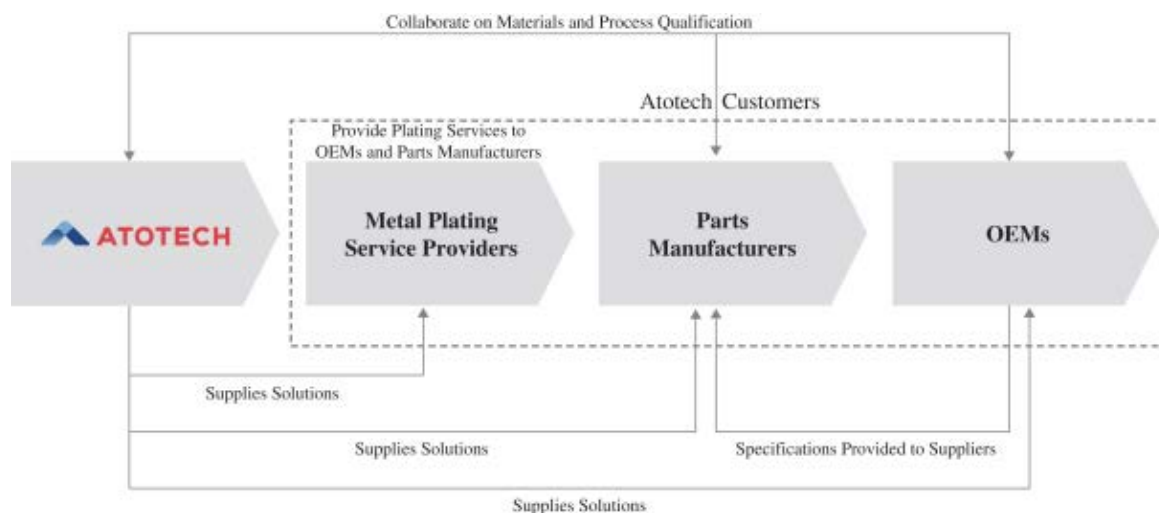 Collaborate on Materials and Process Qualification
Atotech Customers
Provide Plating Services to
OEMs and Parts Manufacturers
ATOTECH
Metal Plating
Service Providers
Parts
Manufacturers
OEMs
Supplies Solutions
Supplies Solutions
Specifications Provided to Suppliers
Supplies Solutions